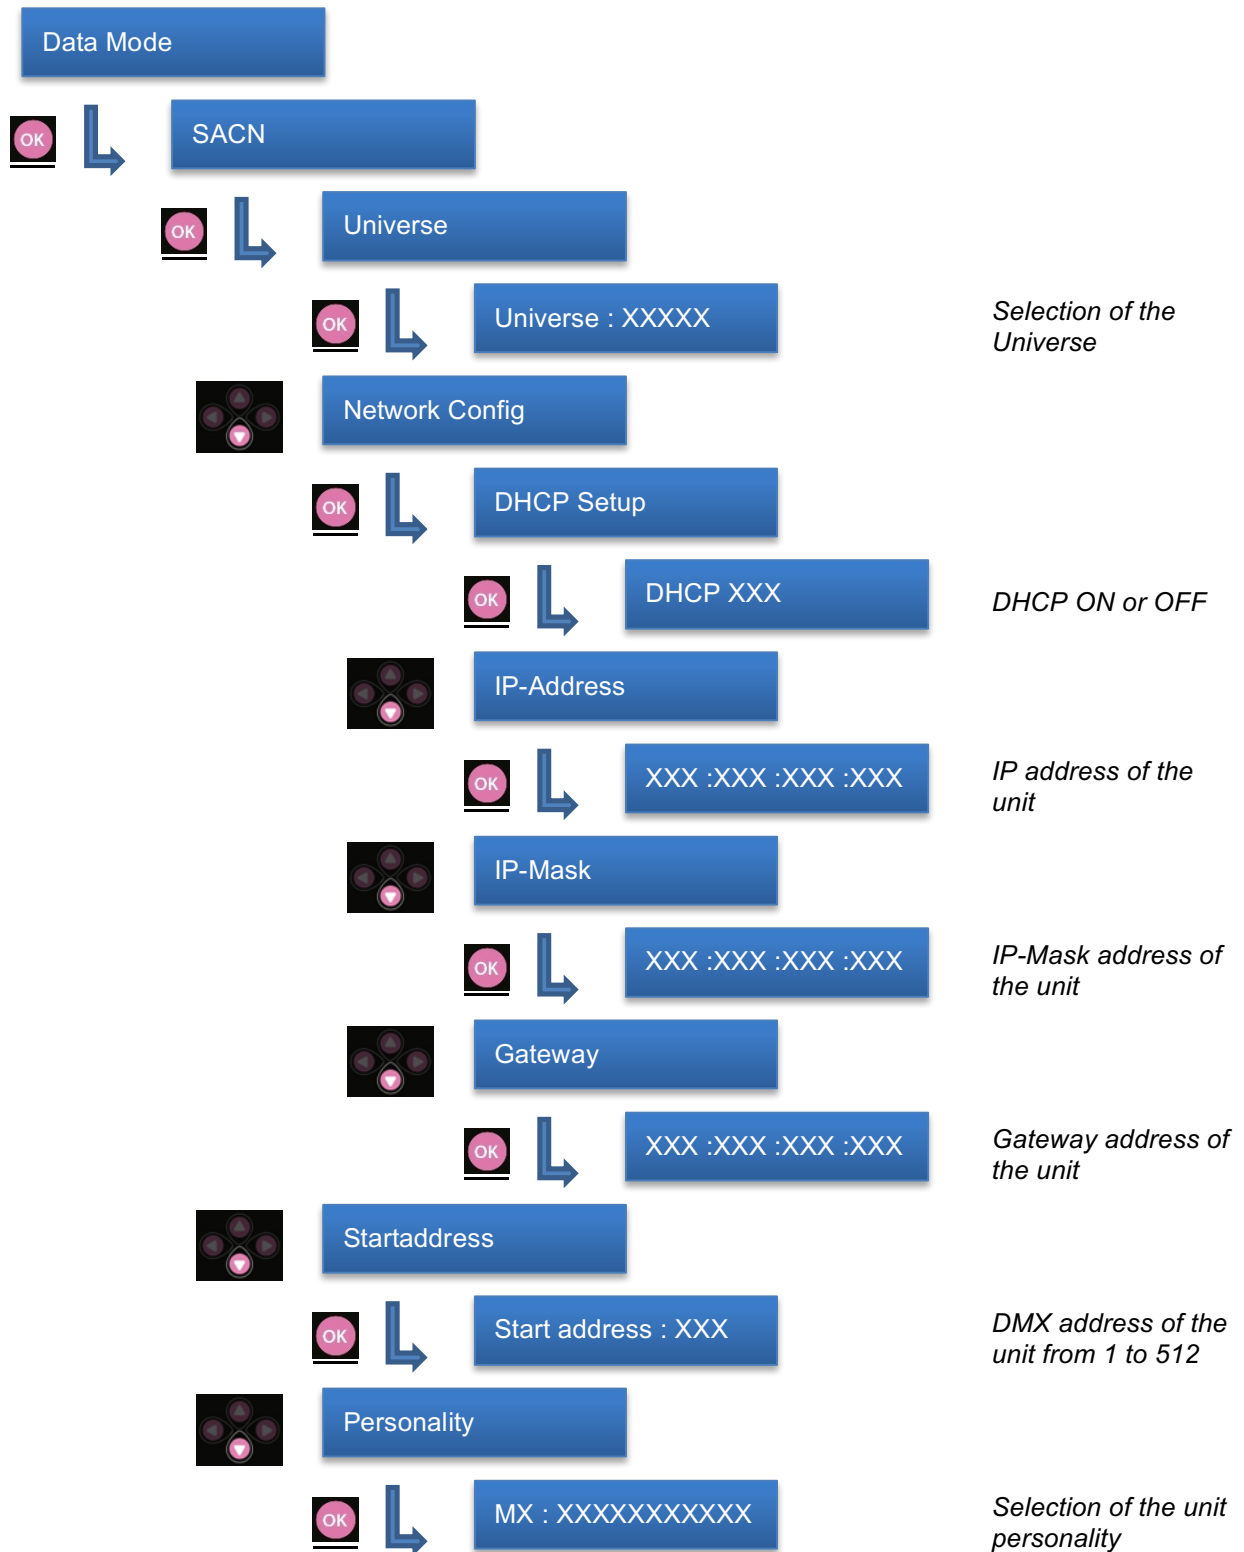 Data Mode
OK
SACN
OK
Universe
OK
Universe : XXXXX
Selection of the
Universe
Network Config
OK
DHCP Setup
OK
DHCP XXX
DHCP ON or OFF
IP-Address
OK
XXX :XXX :XXX :XXX
IP address of the
unit
IP-Mask
OK
XXX :XXX :XXX :XXX
IP-Mask address of
the unit
Gateway
OK
XXX :XXX :XXX :XXX
Gateway address of
the unit
Startaddress
OK
Start address : XXX
DMX address of the
unit from 1 to 512
Personality
OK
MX : XXXXXXXXXXX
Selection of the unit
personality